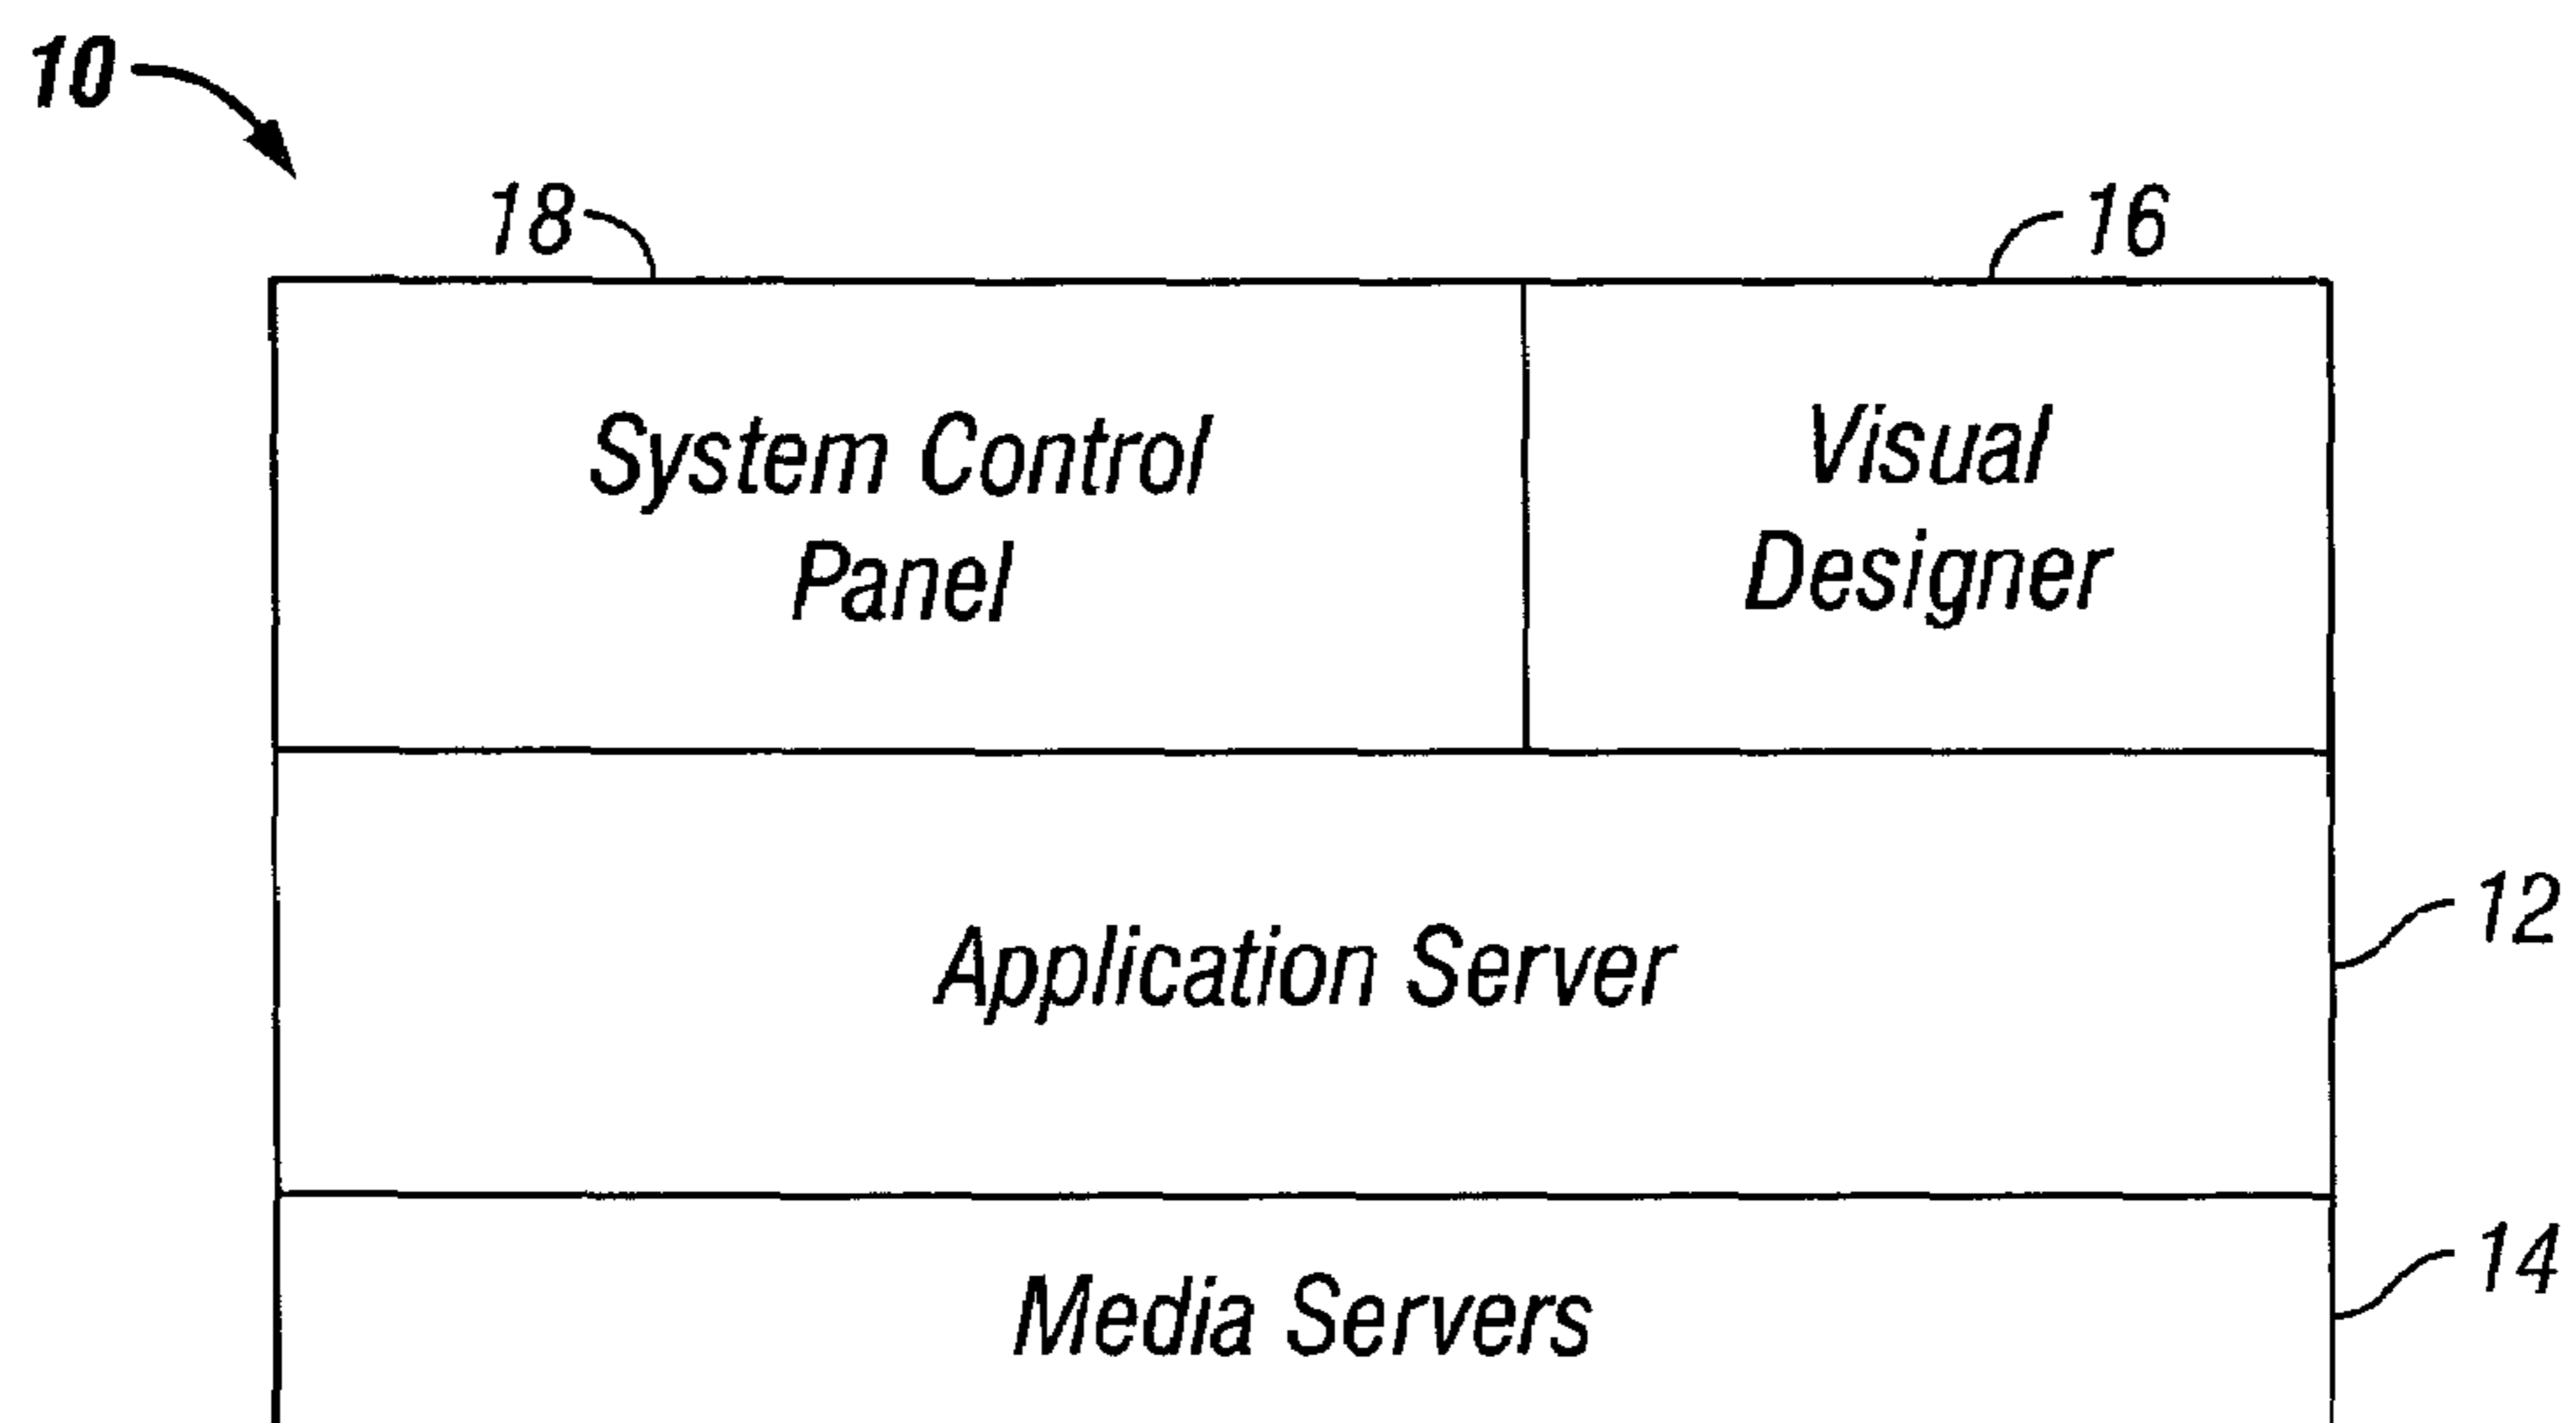 10
18
16
System Control
Panel
Visual
Designer
Application Server
12
Media Servers
14